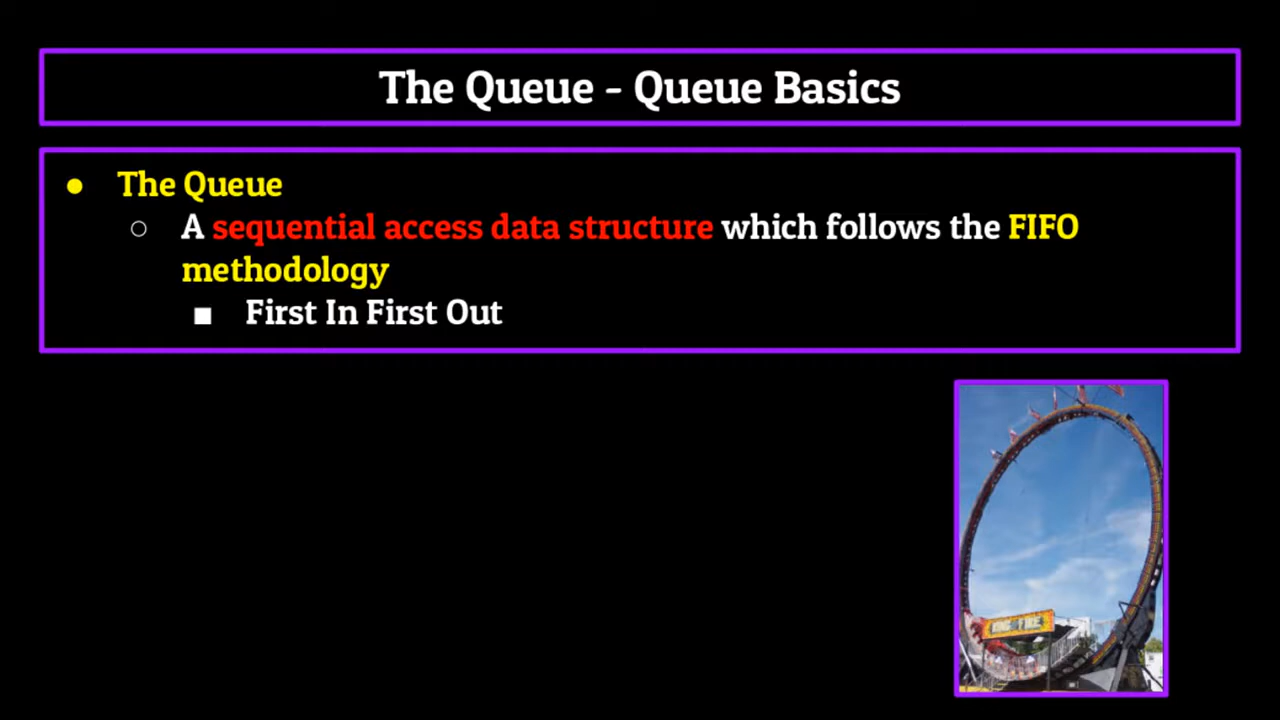 The Queue - Queue Basics
● The Queue
○ A sequential access data structure which follows the FIFO
methodology
■ First In First Out